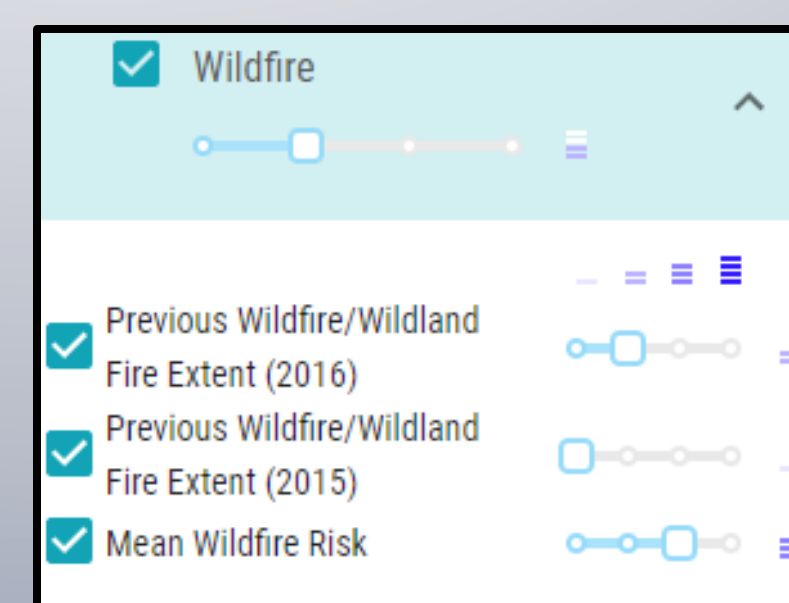 Wildfire
Previous Wildfire/Wildland
Fire Extent (2016)
Previous Wildfire/Wildland
Fire Extent (2015)
Mean Wildfire Risk